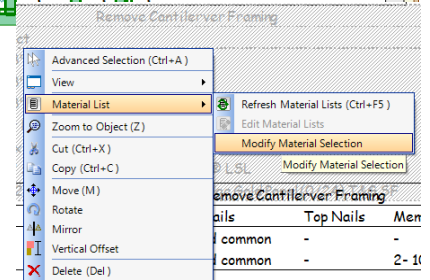 Remove Cantilerver Framing
ct
Advanced Selection (Ctrl+A )
View
Material List
Refresh Material Lists (Ctrl+F5 )
Zoom to Object (Z )
Edit Material Lists
Cut (Ctrl+X )
Modify Material Selection
Copy (Ctrl+C )
Modify Material Selection
LSL
Move (M )
emove Cantilerver Framing
Rotate
ails Top Nails Mem
Mirror
d common - -
Vertical Offset
Delete (Del )
d common - 2- 10